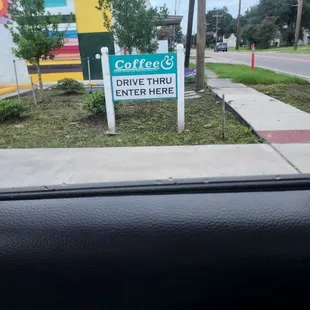 Coffee&
DRIVE THRU
ENTER HERE